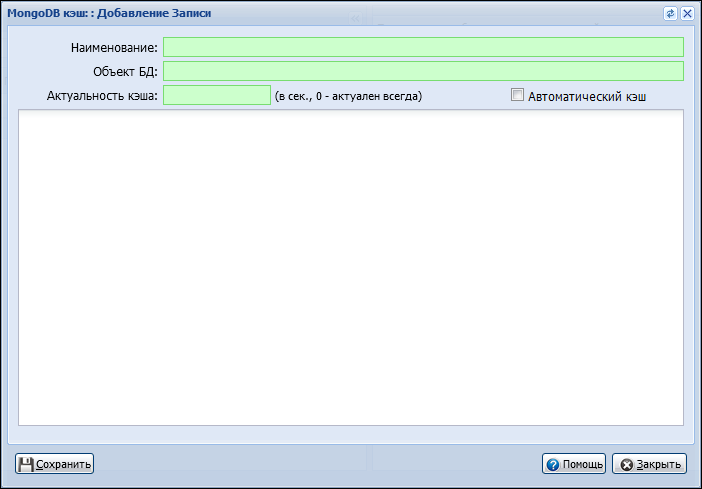 MongoDB кэш: : Добавление Записи
Наименование:
Объект БД:
Актуальность кэша: (в сек., 0 - актуален всегда) Автоматический кэш
Сохранить Помощь Закрыть